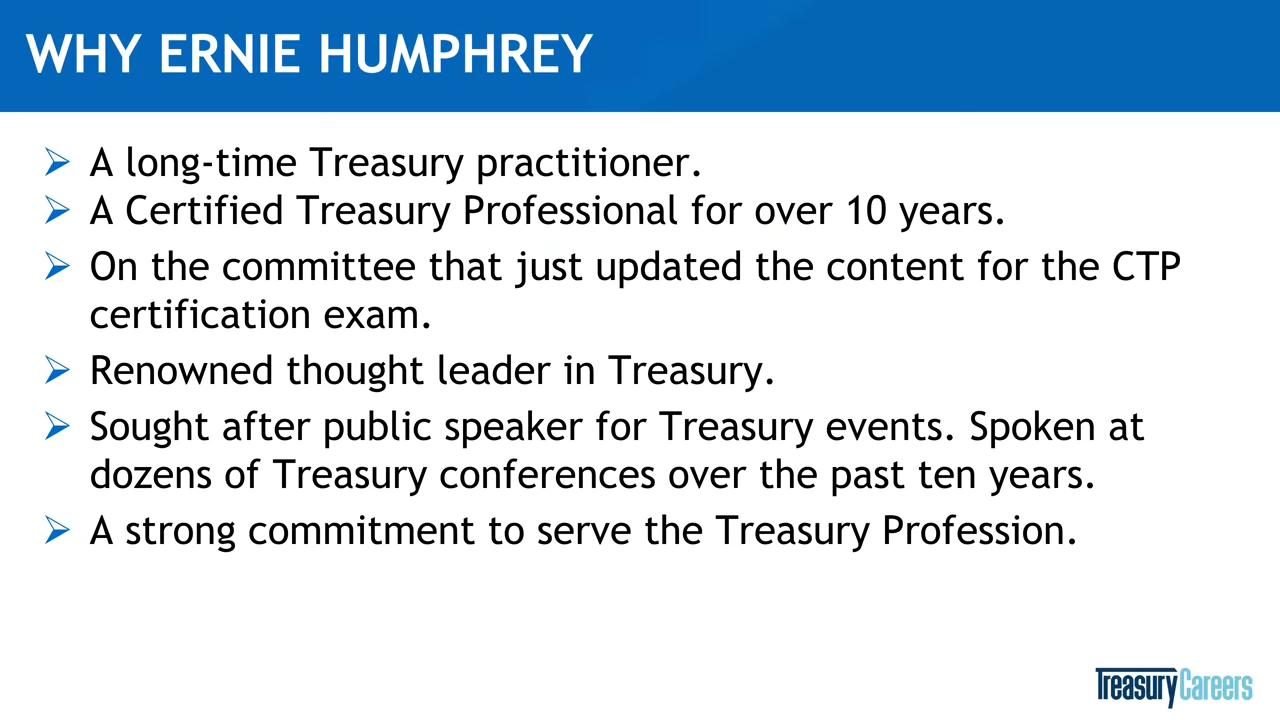 WHY ERNIE HUMPHREY
➢ A long-time Treasury practitioner.
➢ A Certified Treasury Professional for over 10 years.
➢ On the committee that just updated the content for the CTP
certification exam.
➢ Renowned thought leader in Treasury.
➢ Sought after public speaker for Treasury events. Spoken at
dozens of Treasury conferences over the past ten years.
➢ A strong commitment to serve the Treasury Profession.
TreasuryCareers